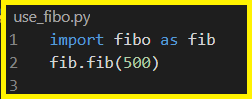 use_fibo.py
1 import fibo as fib
2 fib.fib(500)
3